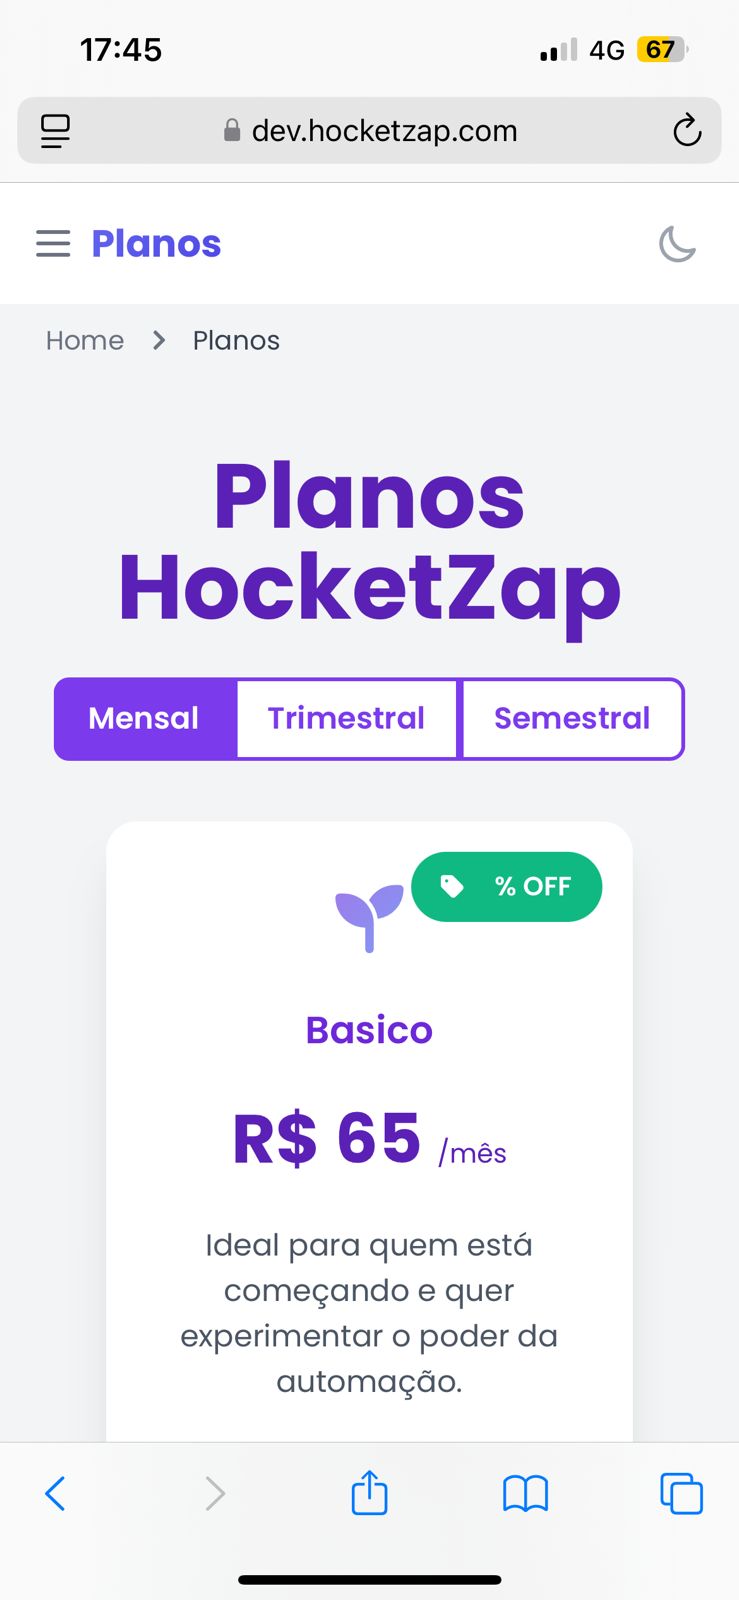 17:45
4G
67
dev.hocketzap.com
Planos
Home
Planos
Planos
HocketZap
Mensal
Trimestral
Semestral
% OFF
Basico
R$ 65 /mês
Ideal para quem está
começando e quer
experimentar o poder da
automação.